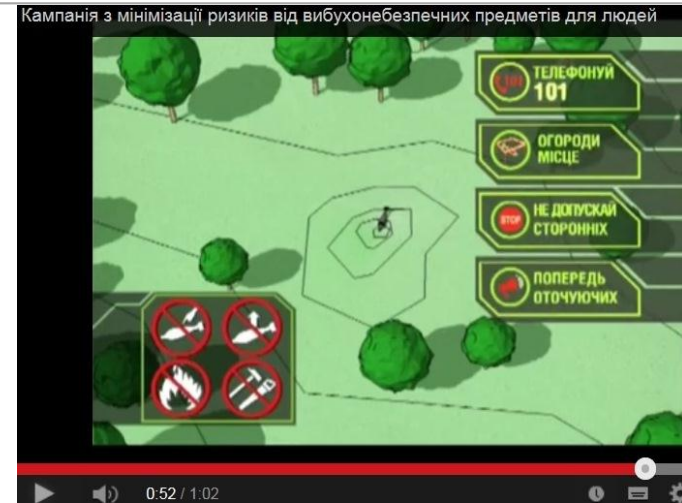 Кампанія з мінімізації ризиків від вибухонебезпечних предметів для людей
ТЕЛЕФОНУЙ
101
ОГОРОДИ
МІСЦЕ
STOP
НЕ ДОПУСКАЙ
СТОРОННІХ
ПОПЕРЕДЬ
ОТОЧУЮЧИХ
0:52 / 1:02